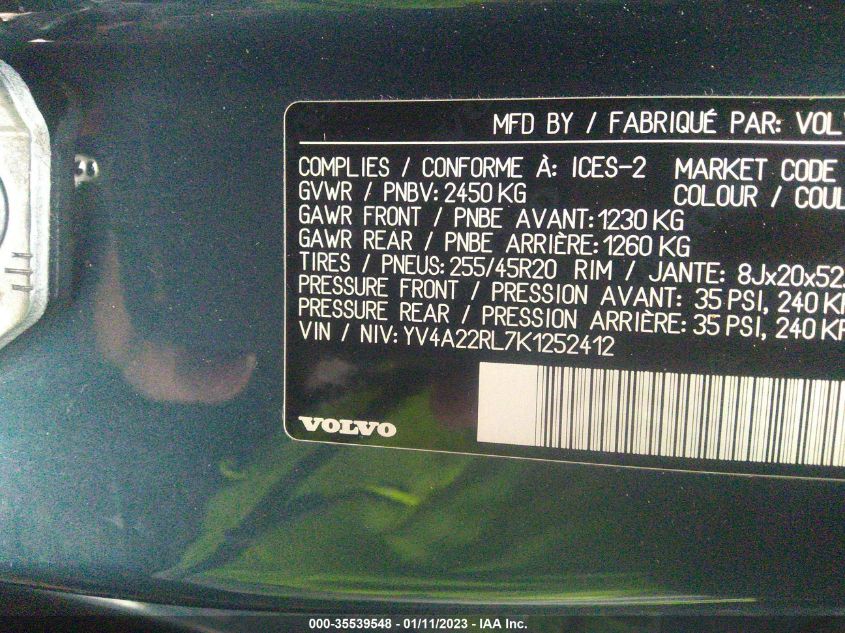 MFD BY / FABRIQUÉ PAR: VOL
COMPLIES / CONFORME À: ICES-2 MARKET CODE
GVWR / PNBV: 2450 KG COLOUR / COUL
GAWR FRONT / PNBE AVANT: 1230 KG
GAWR REAR / PNBE ARRIÈRE: 1260 KG
TIRES / PNEUS: 255/45R20 RIM / JANTE: 8Jx20x52
PRESSURE FRONT / PRESSION AVANT: 35 PSI, 240 KP
PRESSURE REAR / PRESSION ARRIÈRE: 35 PSI, 240 KP
VIN / NIV: YV4A22RL7K1252412
VOLVO
000-35539548 - 01/11/2023 - IAA Inc.